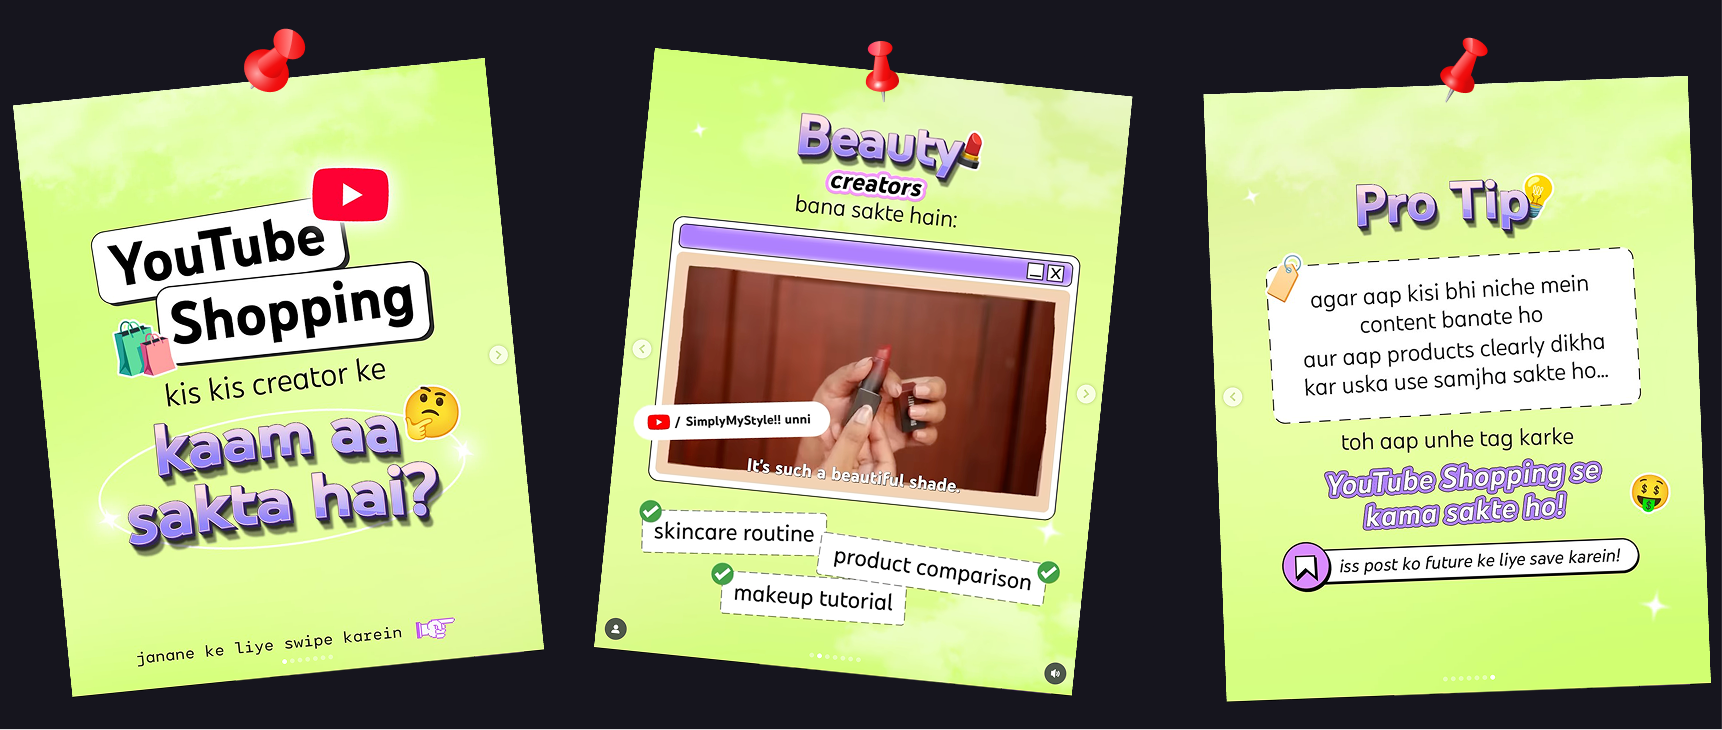 YouTube
Shopping
kis kis creator ke
kaam aa
sakta hai?
janane ke liye swipe karein
Beauty
creators
bana sakte hain:
/ SimplyMyStyle!! unni
It's such a beautiful shade.
skincare routine
product comparison
makeup tutorial
Pro Tip
agar aap kisi bhi niche mein
content banate ho
aur aap products clearly dikha
kar uska use samjha sakte ho...
toh aap unhe tag karke
YouTube Shopping se
kama sakte ho!
iss post ko future ke liye save karein!